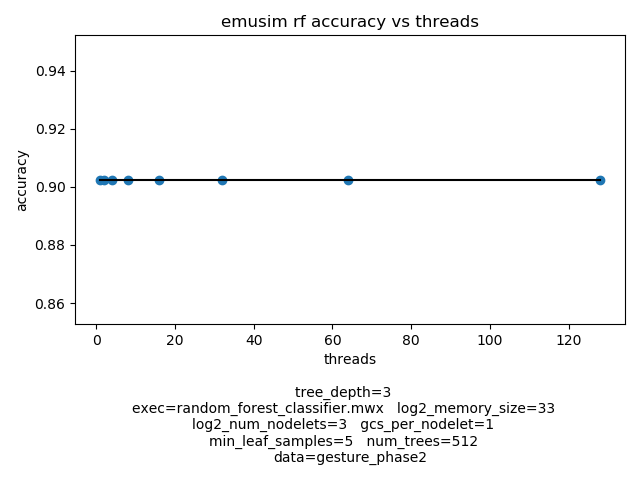 emusim rf accuracy vs threads
0.94
0.92
0.90
0.88
0.86
accuracy
0 20 40 60 80 100 120
threads
tree_depth=3
exec=random_forest_classifier.mwx log2_memory_size=33
log2_num_nodelets=3 gcs_per_nodelet=1
min_leaf_samples=5 num_trees=512
data=gesture_phase2